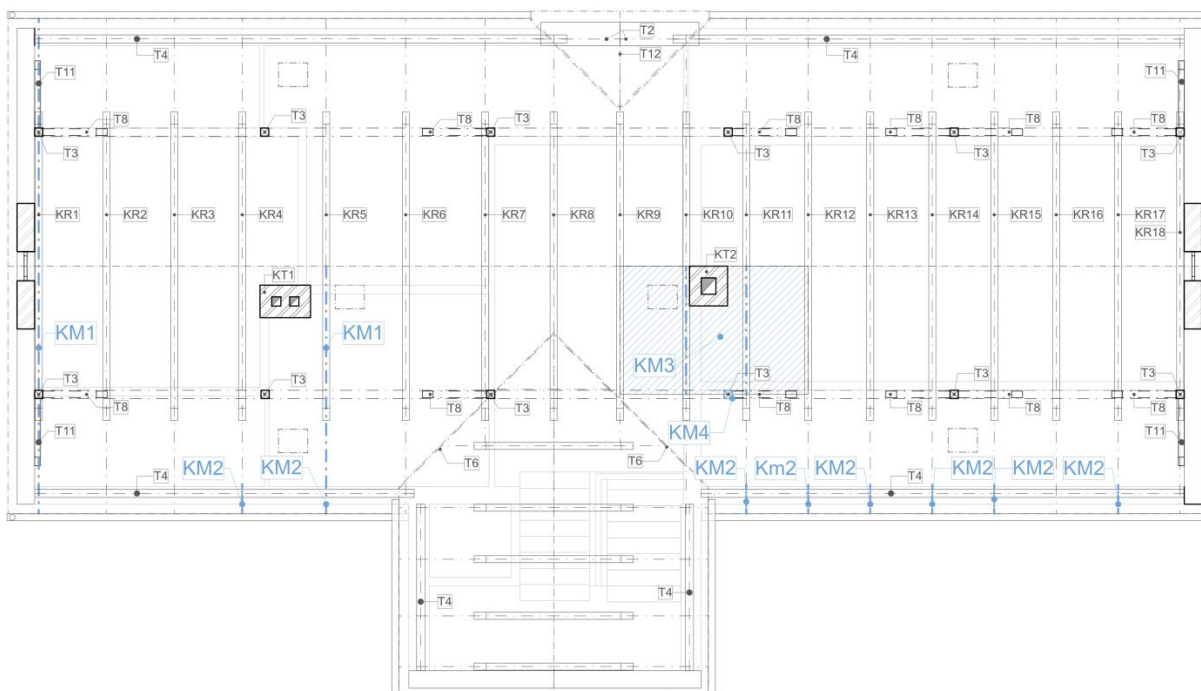 T2
T4
T12
T4
T11
T11
T8
T3
T8
T3
T8
T8
T8
T8
T3
T3
T3
T3
KR1
KR2
KR3
KR4
KR5
KR6
KR7
KR8
KR9
KR10
KR11
KR12
KR13
KR14
KR15
KR16
KR17
KR18
KT1
KT2
KM1
KM1
KM3
T3
T3
T3
T3
T3
T3
T8
T8
T8
T8
T8
T8
KM4
T11
T6
T6
T11
KM2
KM2
KM2
Km2
KM2
KM2
KM2
KM2
T4
T4
T4
T4